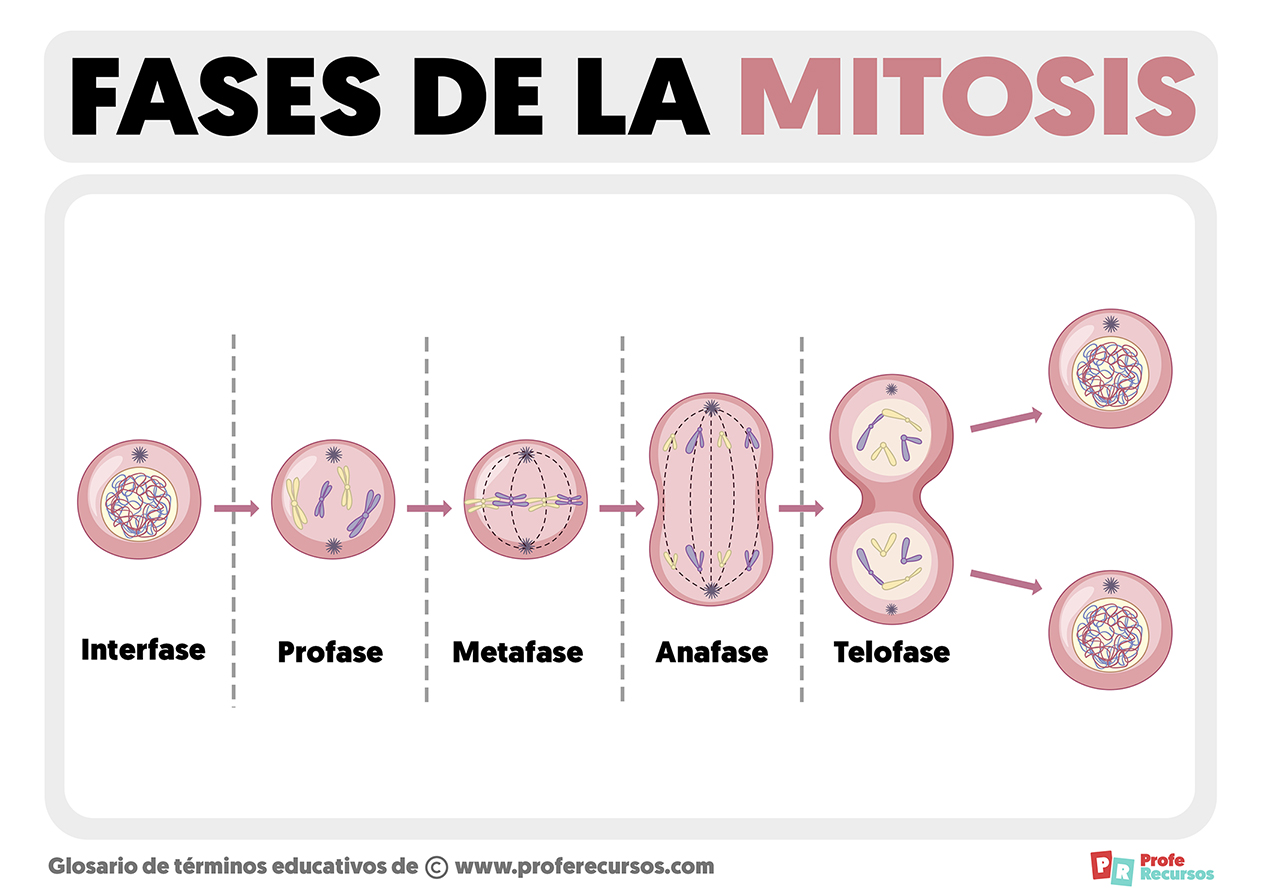 FASES DE LA MITOSIS
Interfase
Profase
Metafase
Anafase
Telofase
Glosario de términos educativos de © www.proferecursos.com
PR Profe
Recursos